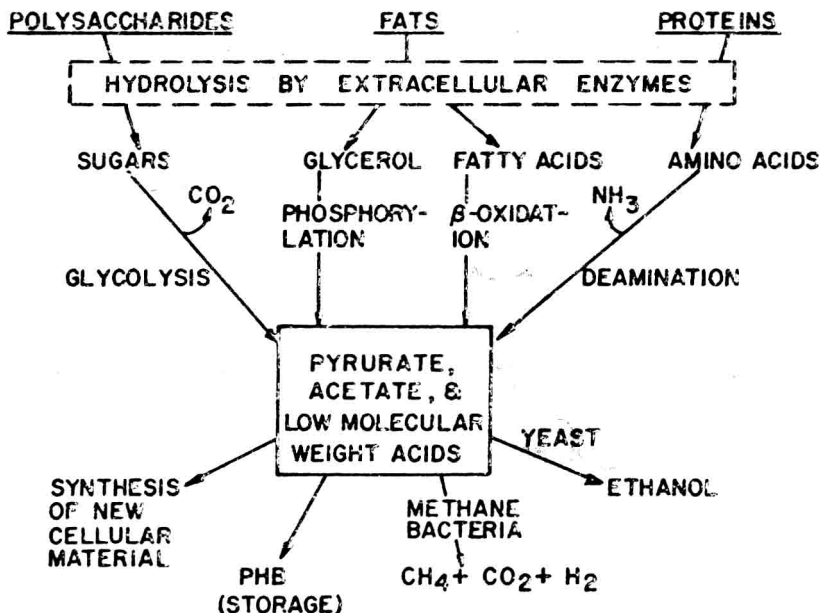 POLYSACCHARIDES FATS PROTEINS
HYDROLYSIS BY EXTRACELLULAR ENZYMES
SUGARS GLYCEROL FATTY ACIDS AMINO ACIDS
CO2
PHOSPHORY-
LATION
β-OXIDAT-
ION
NH3
GLYCOLYSIS
DEAMINATION
PYRURATE,
ACETATE, &
LOW MOLECULAR
WEIGHT ACIDS
YEAST
SYNTHESIS
OF NEW
CELLULAR
MATERIAL
PHB
(STORAGE)
METHANE
BACTERIA
CH4 + CO2 + H2
ETHANOL